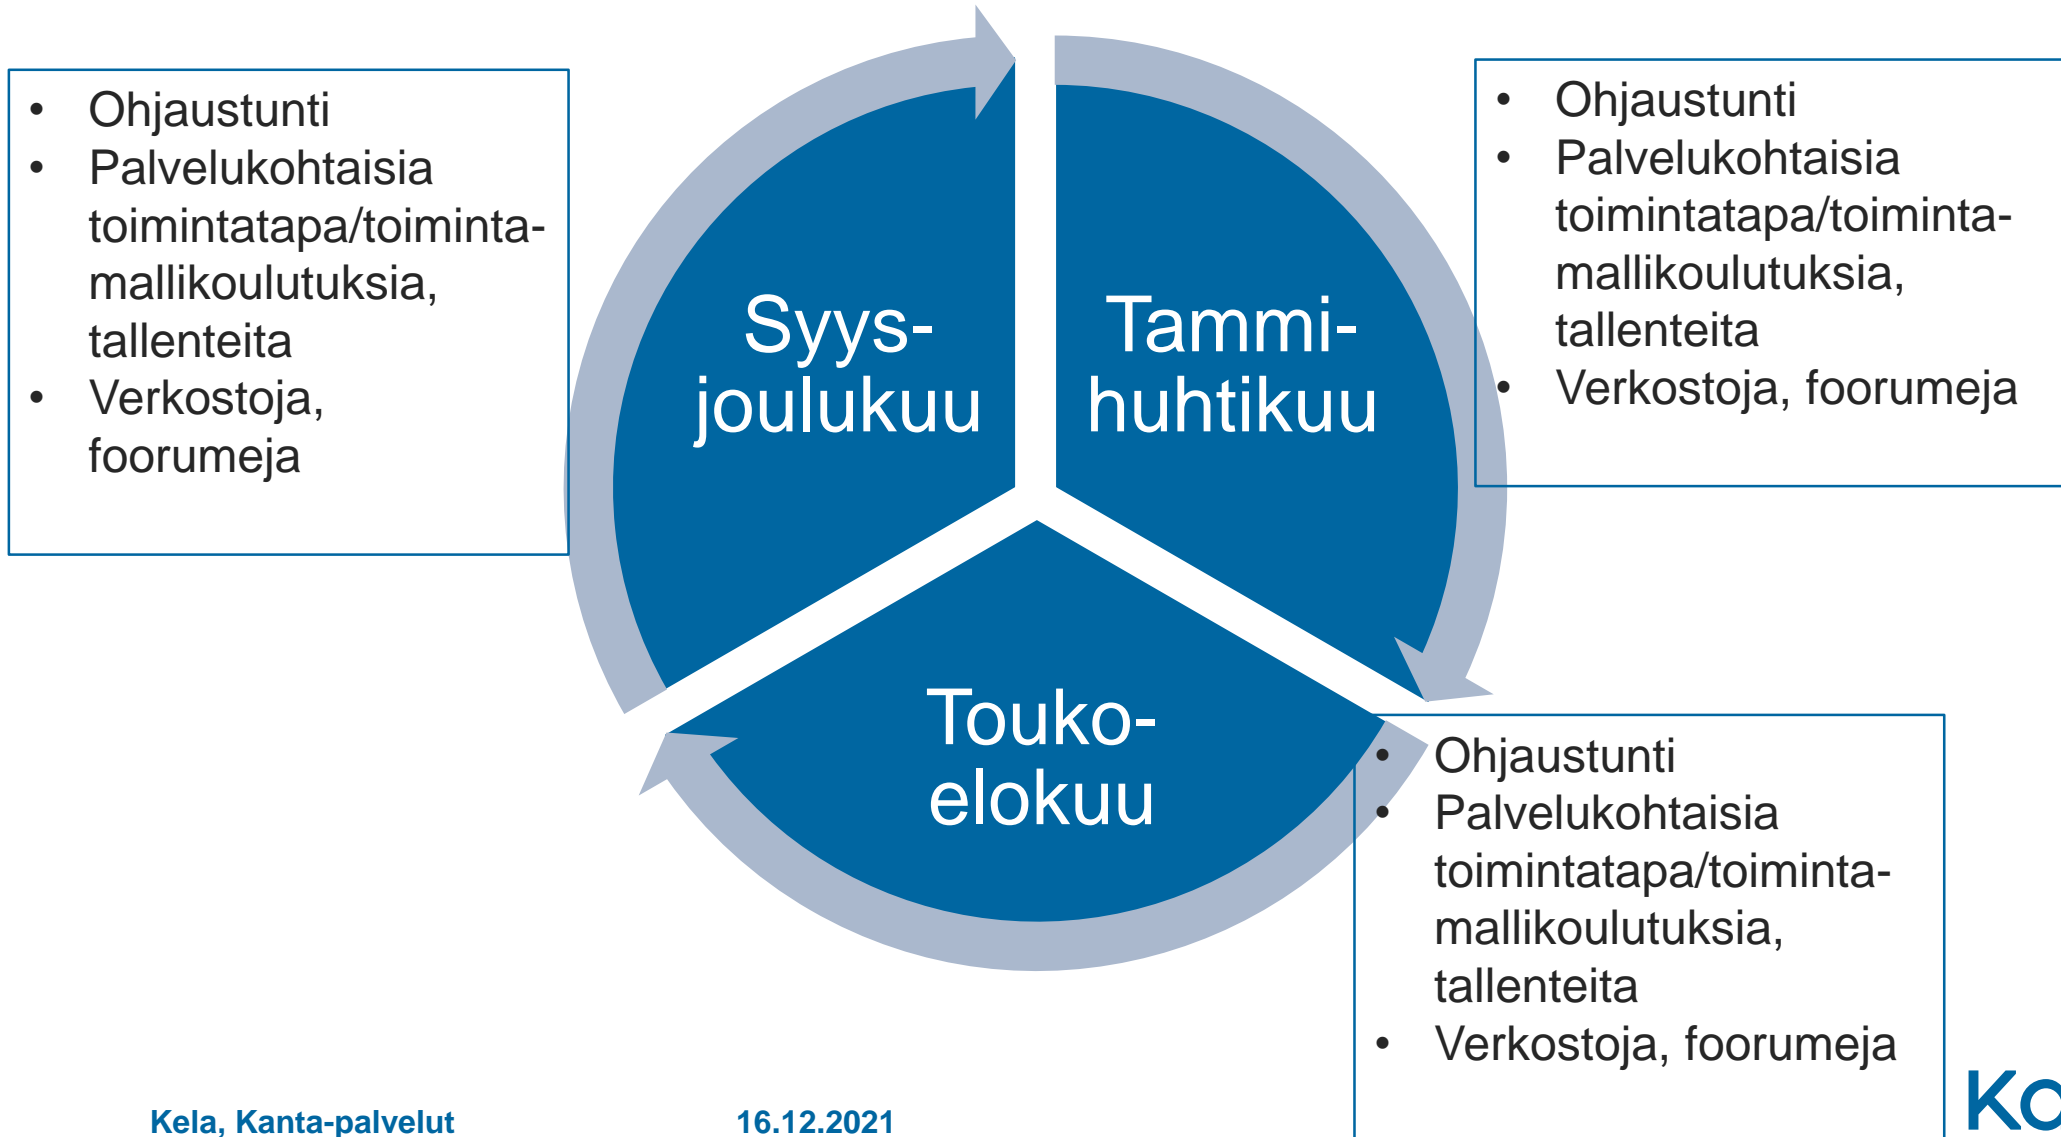 • Ohjaustunti
• Palvelukohtaisia
toimintatapa/toiminta-
mallikoulutuksia,
tallenteita
• Verkostoja,
foorumeja
Syys-
joulukuu
Tammi-
huhtikuu
• Ohjaustunti
• Palvelukohtaisia
toimintatapa/toiminta-
mallikoulutuksia,
tallenteita
• Verkostoja, foorumeja
Touko-
elokuu
• Ohjaustunti
• Palvelukohtaisia
toimintatapa/toiminta-
mallikoulutuksia,
tallenteita
• Verkostoja, foorumeja
Kela, Kanta-palvelut
16.12.2021